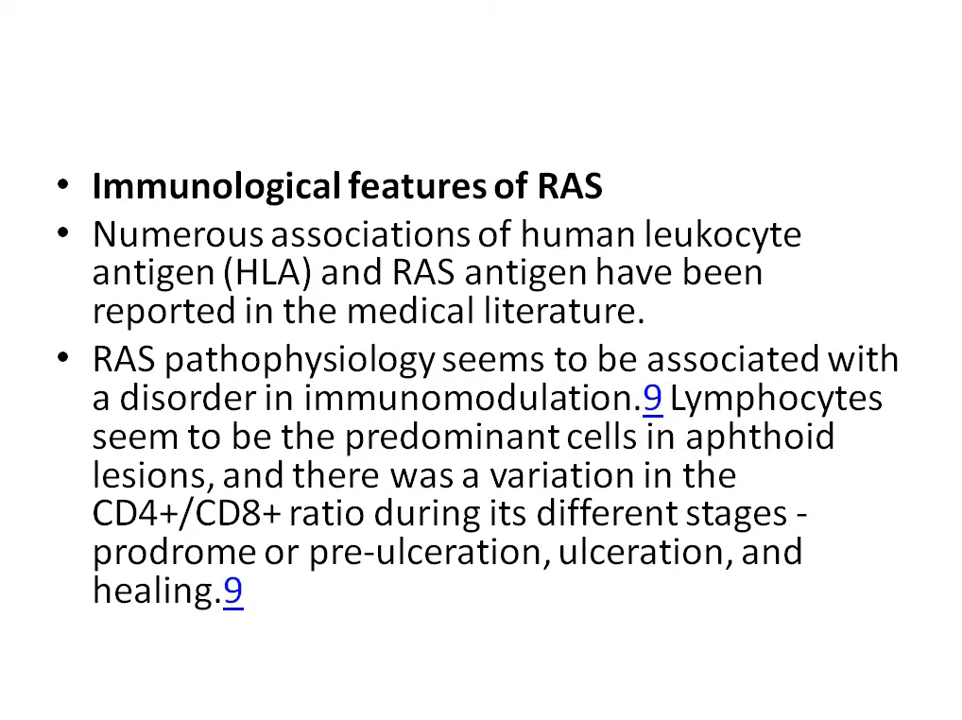 • Immunological features of RAS
• Numerous associations of human leukocyte
antigen (HLA) and RAS antigen have been
reported in the medical literature.
• RAS pathophysiology seems to be associated with
a disorder in immunomodulation.9 Lymphocytes
seem to be the predominant cells in aphthoid
lesions, and there was a variation in the
CD4+/CD8+ ratio during its different stages -
prodrome or pre-ulceration, ulceration, and
healing.9